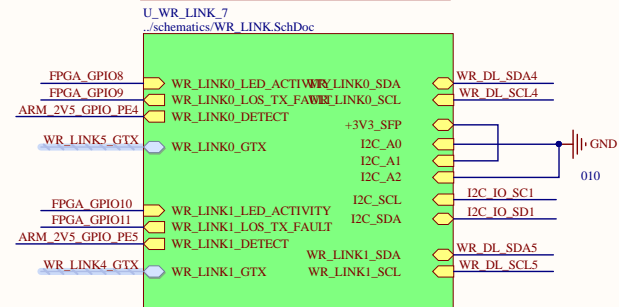 U_WR_LINK_7
../schematics/WR_LINK.SchDoc
FPGA_GPIO8
WR_LINK0_LED_ACTIVITY
WR_LINK0_SDA
WR_DL_SDA4
FPGA_GPIO9
WR_LINK0_LOS_TX_FAULT
WR_LINK0_SCL
WR_DL_SCL4
ARM_2V5_GPIO_PE4
WR_LINK0_DETECT
+3V3_SFP
WR_LINK5_GTX
WR_LINK0_GTX
I2C_A0
GND
I2C_A1
I2C_A2
010
I2C_SCL
I2C_IO_SC1
FPGA_GPIO10
WR_LINK1_LED_ACTIVITY
I2C_SDA
I2C_IO_SD1
FPGA_GPIO11
WR_LINK1_LOS_TX_FAULT
ARM_2V5_GPIO_PE5
WR_LINK1_DETECT
WR_LINK1_SDA
WR_DL_SDA5
WR_LINK4_GTX
WR_LINK1_GTX
WR_LINK1_SCL
WR_DL_SCL5